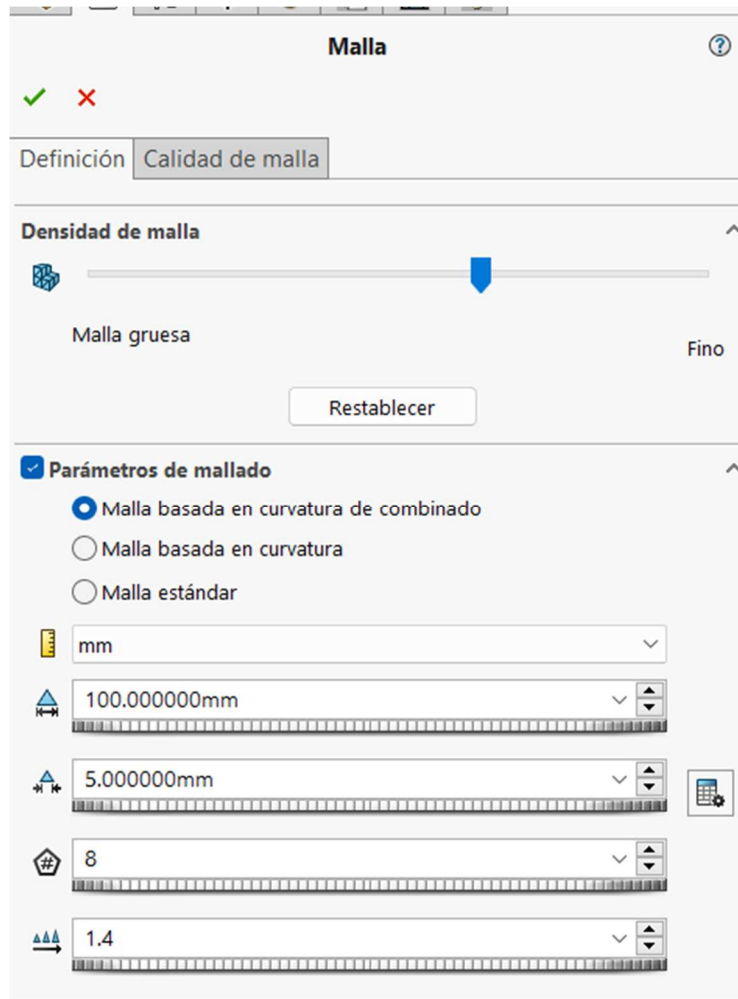 Malla
Definición
Calidad de malla
Densidad de malla
Malla gruesa
Fino
Restablecer
Parámetros de mallado
Malla basada en curvatura de combinado
Malla basada en curvatura
Malla estándar
mm
100.000000mm
5.000000mm
8
1.4